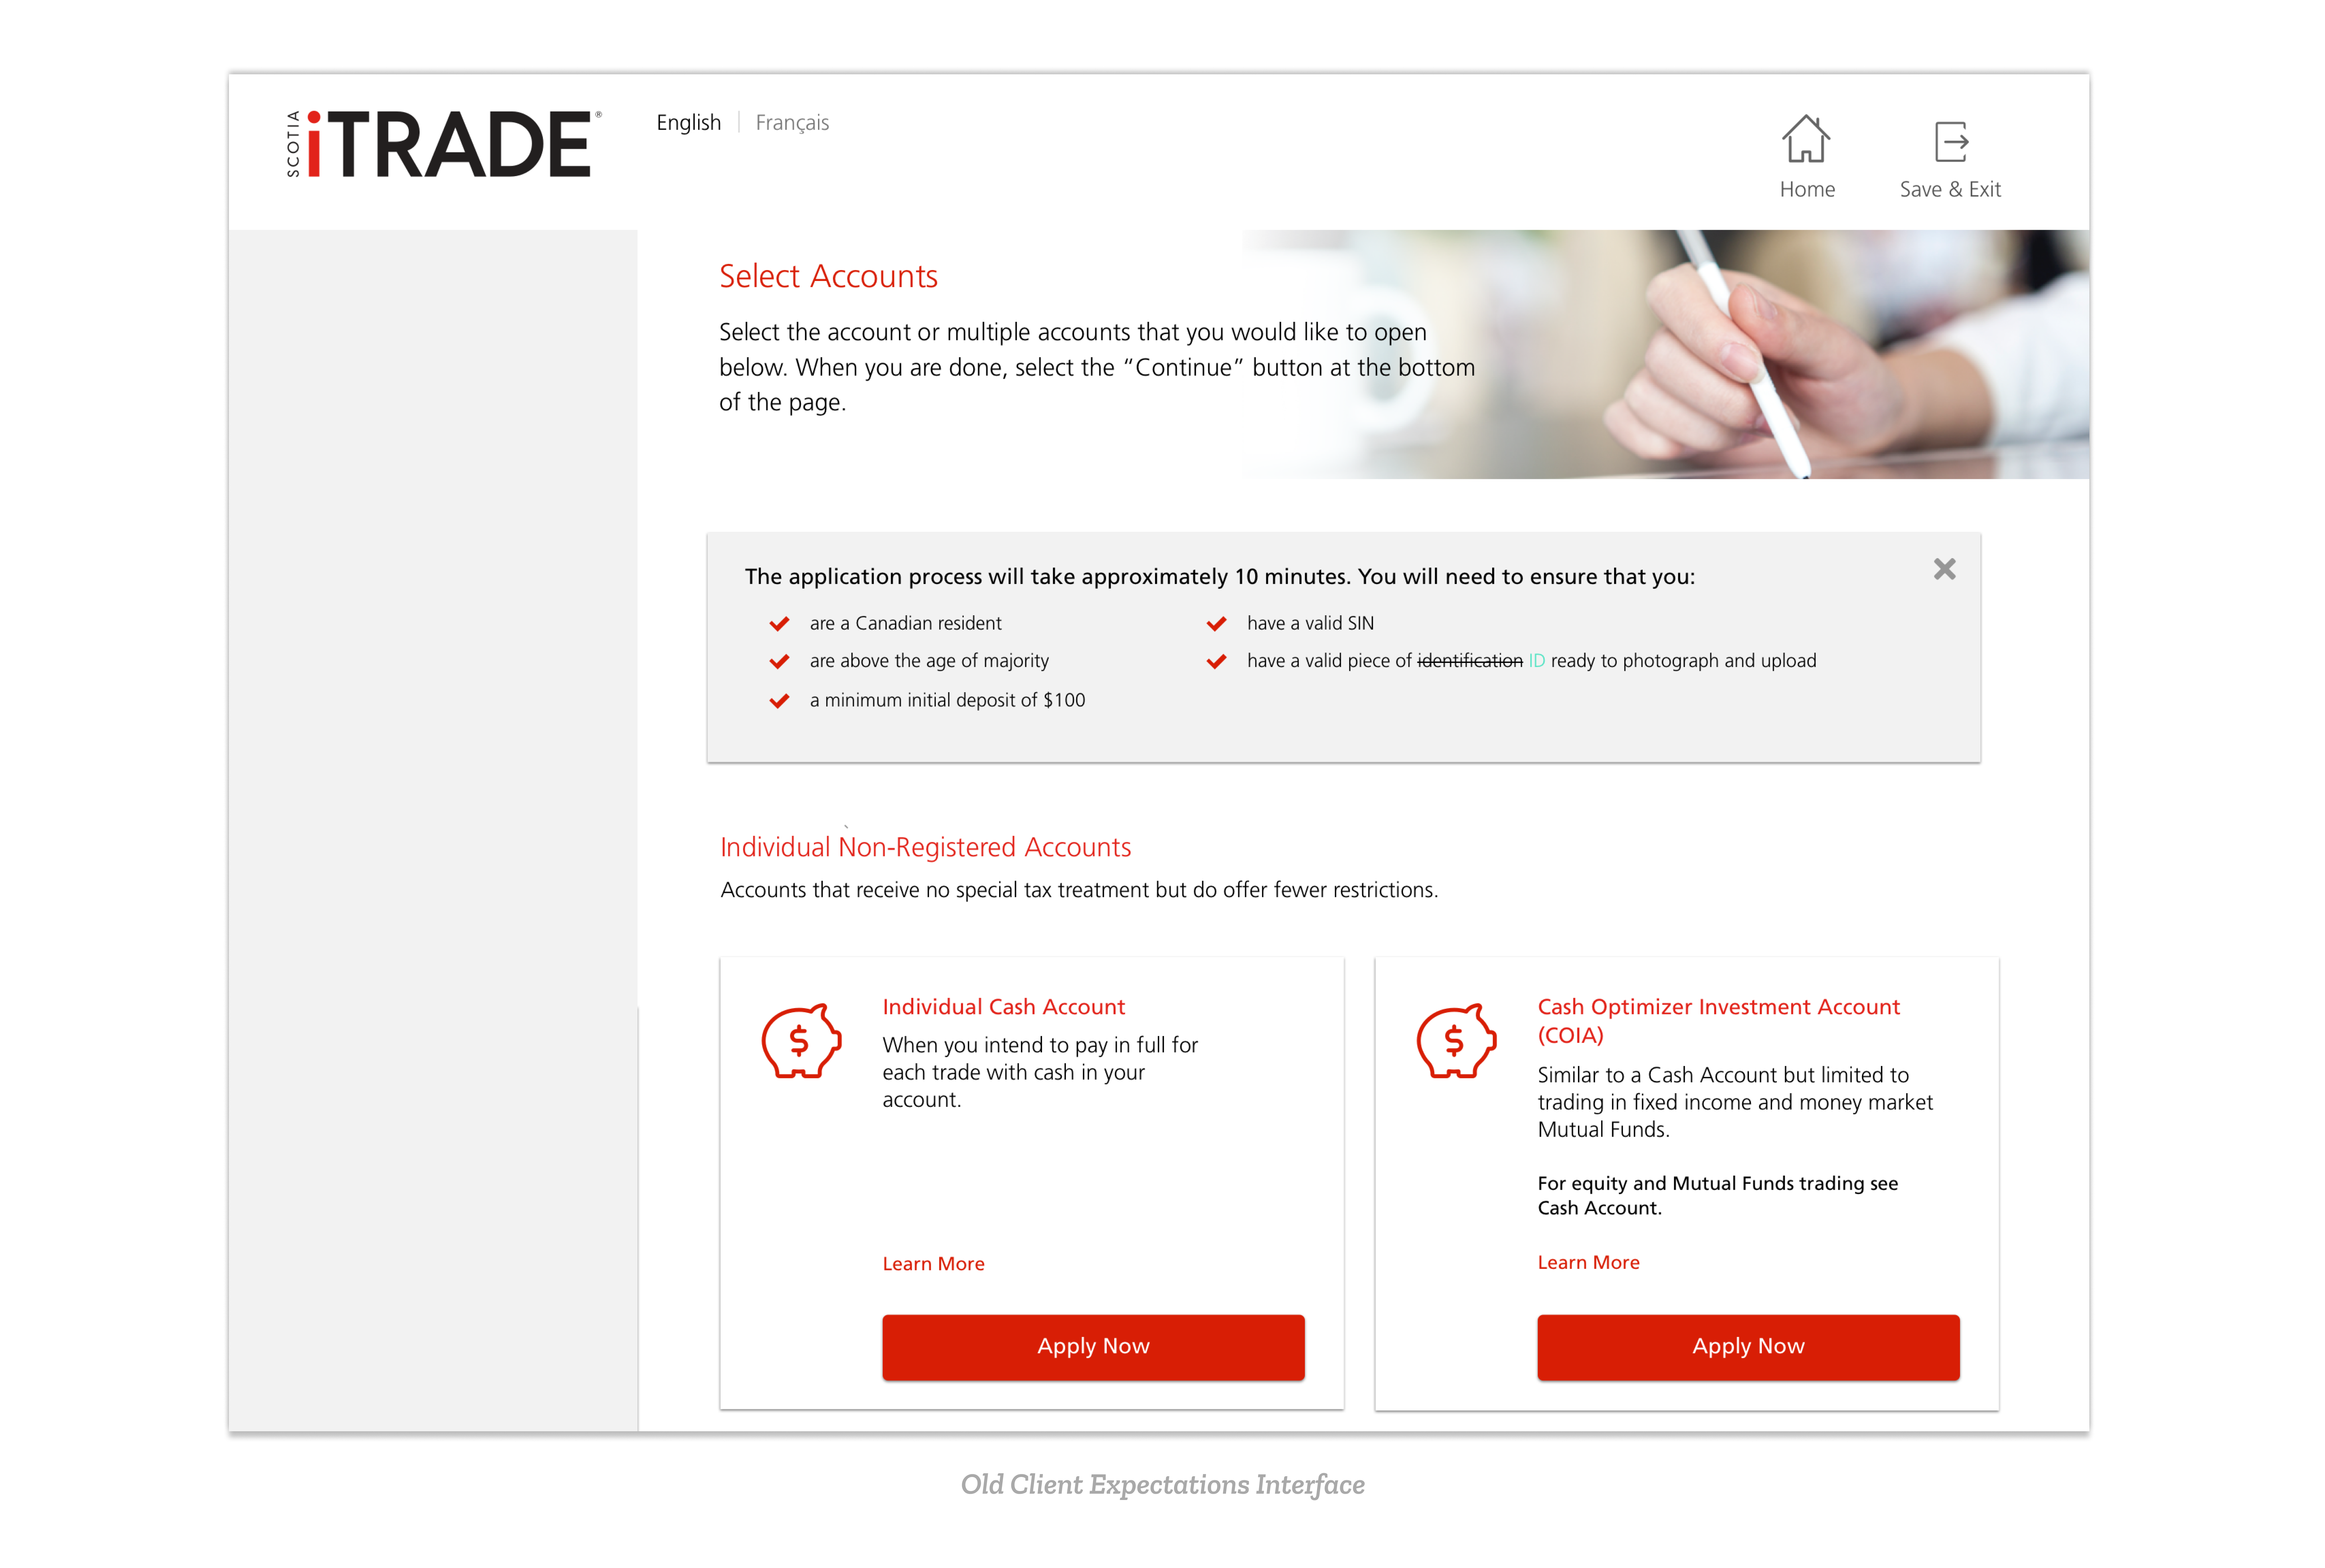 SCOTIA iTRADE®
English | Français
Home
Save & Exit
Select Accounts
Select the account or multiple accounts that you would like to open
below. When you are done, select the “Continue” button at the bottom
of the page.
The application process will take approximately 10 minutes. You will need to ensure that you:
are a Canadian resident
are above the age of majority
a minimum initial deposit of $100
have a valid SIN
have a valid piece of identification ID ready to photograph and upload
Individual Non-Registered Accounts
Accounts that receive no special tax treatment but do offer fewer restrictions.
$
Individual Cash Account
When you intend to pay in full for
each trade with cash in your
account.
Learn More
Apply Now
$
Cash Optimizer Investment Account
(COIA)
Similar to a Cash Account but limited to
trading in fixed income and money market
Mutual Funds.
For equity and Mutual Funds trading see
Cash Account.
Learn More
Apply Now
Old Client Expectations Interface